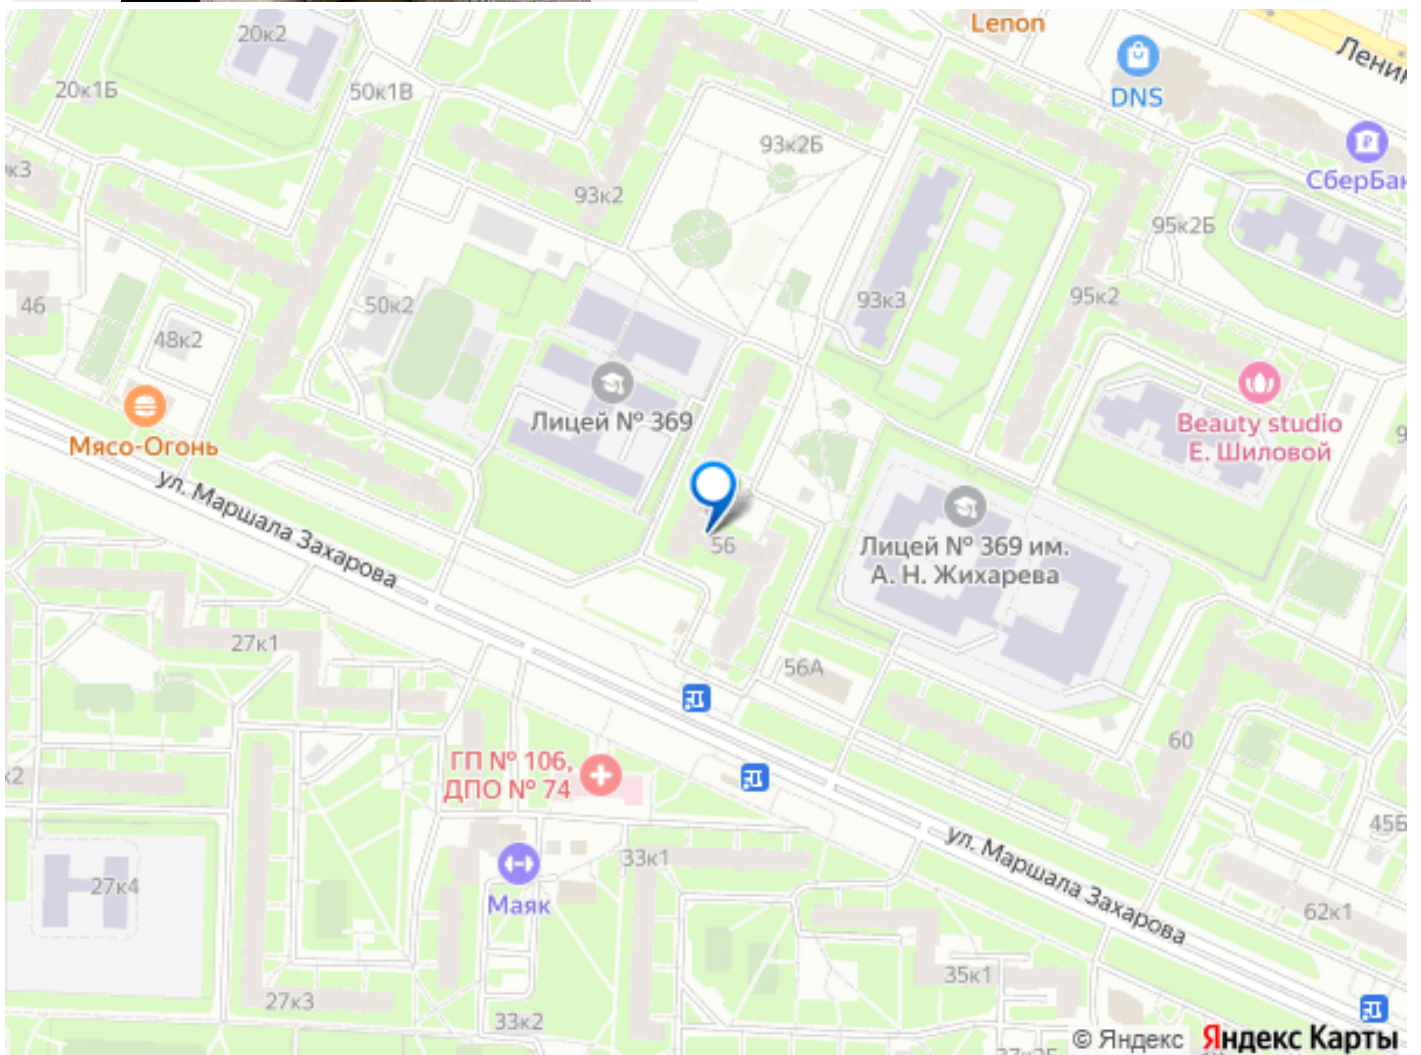 Lenon
20к2
Ленин
20к1Б
50к1В
DNS
93к2Б
к3
СберБан
93к2
95к2Б
46
50к2
93к3
95к2
48к2
Лицей № 369
Beauty studio
Е. Шиловой
9
Мясо-Огонь
ул. Маршала Захарова
56
Лицей № 369 им.
А. Н. Жихарева
27к1
56А
60
ГП № 106,
ДПО № 74
к2
45Б
33к1
ул. Маршала Захарова
27к4
Маяк
62к1
35к1
27к3
33к2
© Яндекс Яндекс Карты